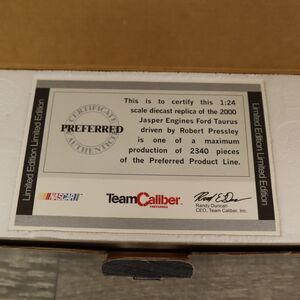 This is to certify this 1:24
scale diecast replica of the 2000
Jasper Engines Ford Taurus
driven by Robert Pressley
is one of a maximum
production of 2340 pieces
of the Preferred Product Line.
CERTIFICATE
PREFERRED
AUTHENTIC
Limited Edition Limited Edition
Limited Edition Limited Edition
NASCAR
TeamCaliber
PREFERRED
Randy Duncan
CEO, Team Caliber, Inc.